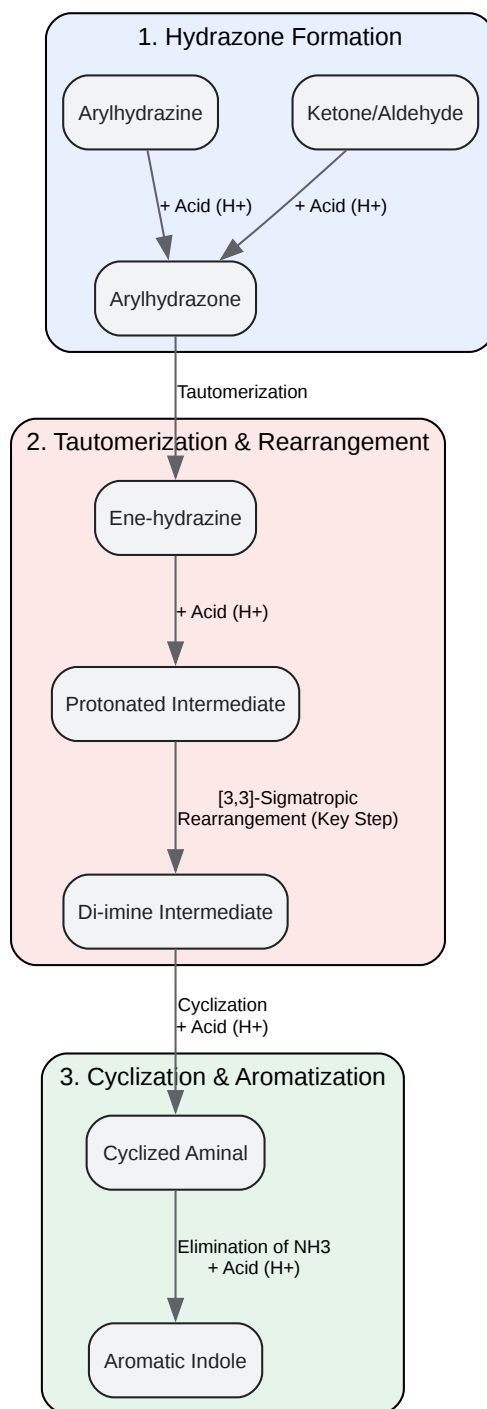 1. Hydrazone Formation
Arylhydrazine
Ketone/Aldehyde
+ Acid (H+)
+ Acid (H+)
Arylhydrazone
Tautomerization
2. Tautomerization & Rearrangement
Ene-hydrazine
+ Acid (H+)
Protonated Intermediate
[3,3]-Sigmatropic
Rearrangement (Key Step)
Di-imine Intermediate
Cyclization
+ Acid (H+)
3. Cyclization & Aromatization
Cyclized Aminal
Elimination of NH3
+ Acid (H+)
Aromatic Indole